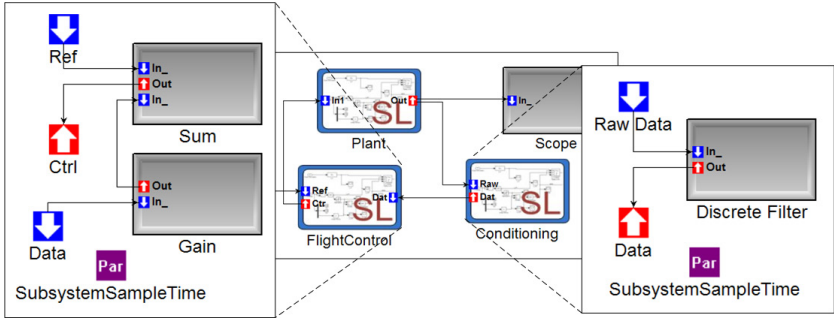 Ref
In_
Out
In_
Sum
Ctrl
Out
In_
Gain
Data
Par
SubsystemSampleTime
In1
Out
SL
Plant
In_
Scope
Ref
Ctr
Dat
SL
FlightControl
Raw
Dat
SL
Conditioning
Raw Data
In_
Out
Discrete Filter
Data
Par
SubsystemSampleTime